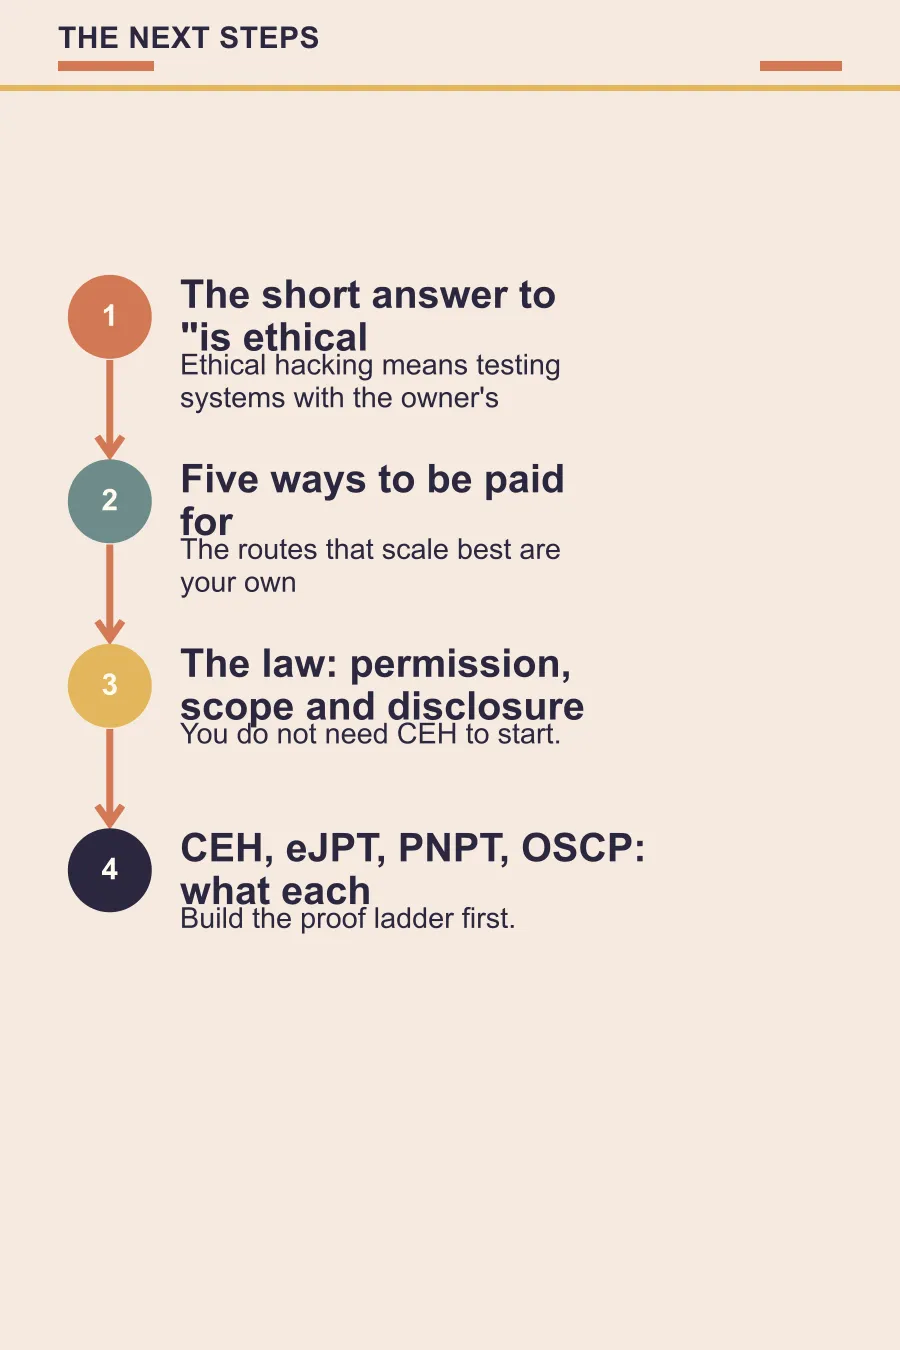 THE NEXT STEPS
1
The short answer to
"is ethical
Ethical hacking means testing
systems with the owner's
2
Five ways to be paid
for
The routes that scale best are
your own
3
The law: permission,
scope and disclosure
You do not need CEH to start.
4
CEH, eJPT, PNPT, OSCP:
what each
Build the proof ladder first.